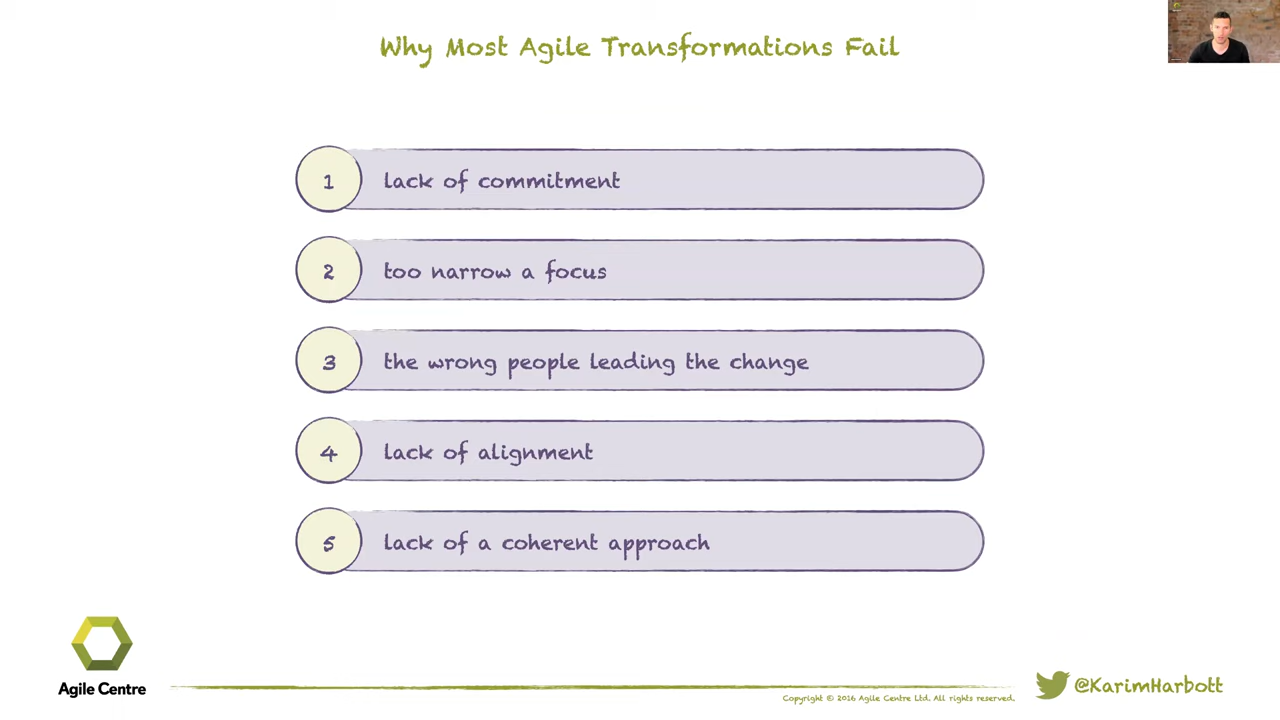 Why Most Agile Transformations Fail
1 lack of commitment
2 too narrow a focus
3 the wrong people leading the change
4 lack of alignment
5 lack of a coherent approach
Agile Centre
Copyright © 2016 Agile Centre Ltd. All rights reserved.
@KarimHarbott